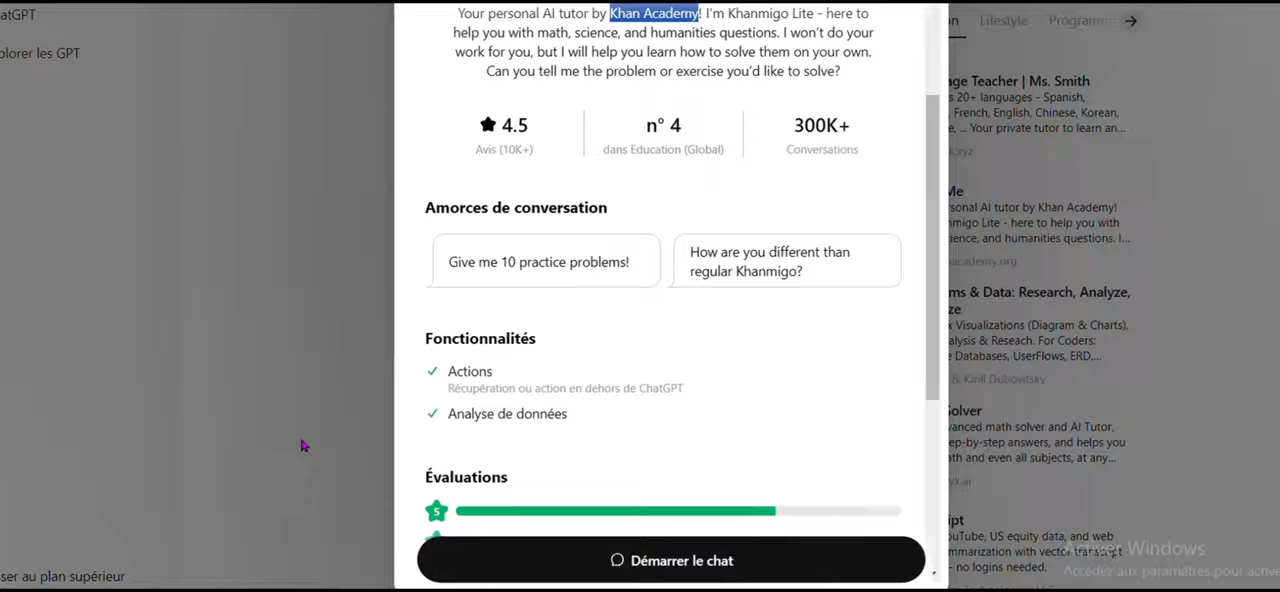 atGPT
plorer les GPT
ser au plan supérieur
Your personal AI tutor by Khan Academy! I'm Khanmigo Lite - here to
help you with math, science, and humanities questions. I won't do your
work for you, but I will help you learn how to solve them on your own.
Can you tell me the problem or exercise you'd like to solve?
4.5
Avis (10K+)
n° 4
dans Education (Global)
300K+
Conversations
Amorces de conversation
Give me 10 practice problems!
How are you different than
regular Khanmigo?
Fonctionnalités
Actions
Récupération ou action en dehors de ChatGPT
Analyse de données
Évaluations
5
Démarrer le chat
on Lifestyle Programm
ge Teacher | Ms. Smith
s 20+ languages - Spanish,
French, English, Chinese, Korean,
e, ... Your private tutor to learn an...
.xyz
Me
sonal AI tutor by Khan Academy!
nmigo Lite - here to help you with
ience, and humanities questions. I...
academy.org
ms & Data: Research, Analyze,
ze
x Visualizations (Diagram & Charts),
alysis & Reseach. For Coders:
e Databases, UserFlows, ERD,...
& Kirill Dubovitsky
Solver
vanced math solver and AI Tutor,
ep-by-step answers, and helps you
ath and even all subjects, at any...
yx.ai
ipt
ouTube, US equity data, and web
mmarization with vector transcript
- no logins needed.
Activer Windows
Accédez aux paramètres pour active